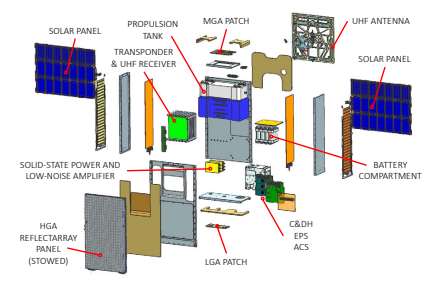 PROPULSION
TANK
MGA PATCH
UHF ANTENNA
SOLAR PANEL
TRANSPONDER
& UHF RECEIVER
SOLAR PANEL
SOLID-STATE POWER AND
LOW-NOISE AMPLIFIER
BATTERY
COMPARTMENT
HGA
REFLECTARRAY
PANEL
(STOWED)
C&DH
EPS
ACS
LGA PATCH